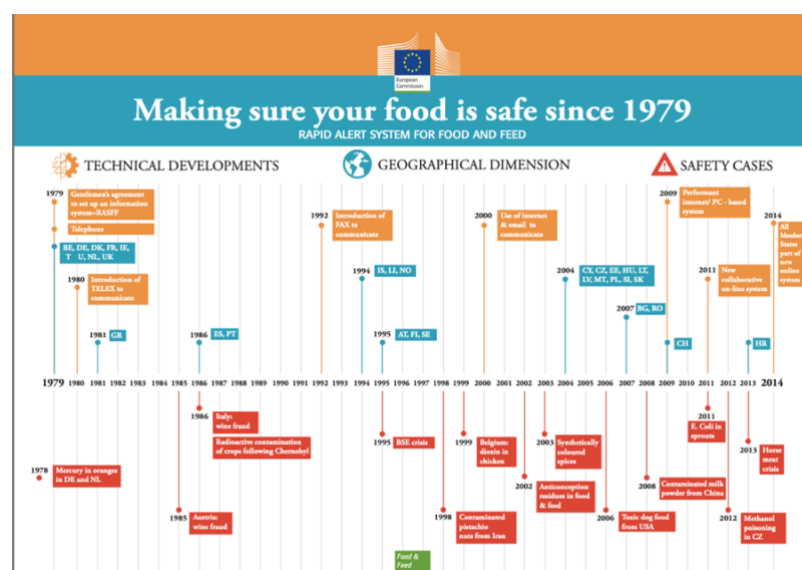 European
Commission
Making sure your food is safe since 1979
RAPID ALERT SYSTEM FOR FOOD AND FEED
TECHNICAL DEVELOPMENTS
GEOGRAPHICAL DIMENSION
SAFETY CASES
1979
Gentlemen's agreement
to set up an information
system=RASFF
Telephone
BE, DE, DK, FR, IE,
T U, NL, UK
1980
Introduction of
TELEX to
communicate
1981
GR
1986
ES, PT
1992
Introduction of
FAX to
communicate
1994
IS, LI, NO
1995
AT, FI, SE
2000
Use of internet
& email to
communicate
2004
CY, CZ, EE, HU, LT,
LV, MT, PL, SI, SK
2007
BG, RO
2009
Performant
internet/ PC - based
system
CH
2011
New
collaborative
on-line system
HR
2014
All
Member
States
part of
new
online
system
1979 1980 1981 1982 1983 1984 1985 1986 1987 1988 1989 1990 1991 1992 1993 1994 1995 1996 1997 1998 1999 2000 2001 2002 2003 2004 2005 2006 2007 2008 2009 2010 2011 2012 2013 2014
1978
Mercury in oranges
in DE and NL
1985
Austria:
wine fraud
1986
Italy:
wine fraud
Radioactive contamination
of crops following Chernobyl
1995
BSE crisis
1998
Contaminated
pistachio
nuts from Iran
1999
Belgium:
dioxin in
chicken
2002
Anticonception
residues in food
& feed
2003
Synthetically
coloured
spices
2006
Toxic dog food
from USA
2008
Contaminated milk
powder from China
2011
E. Coli in
sprouts
2012
Methanol
poisoning
in CZ
2013
Horse
meat
crisis
Food &
Feed